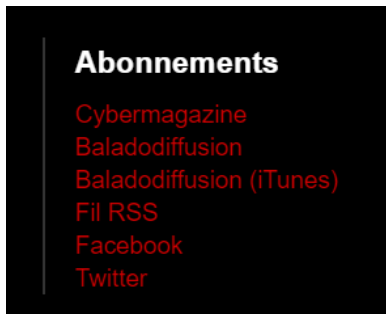 Abonnements
Cybermagazine
Baladodiffusion
Baladodiffusion (iTunes)
Fil RSS
Facebook
Twitter